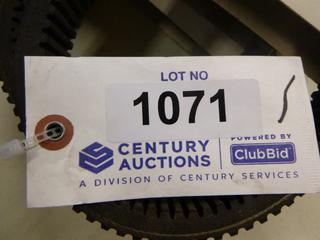 LOT NO
1071
CENTURY
AUCTIONS
POWERED BY
ClubBid
A DIVISION OF CENTURY SERVICES